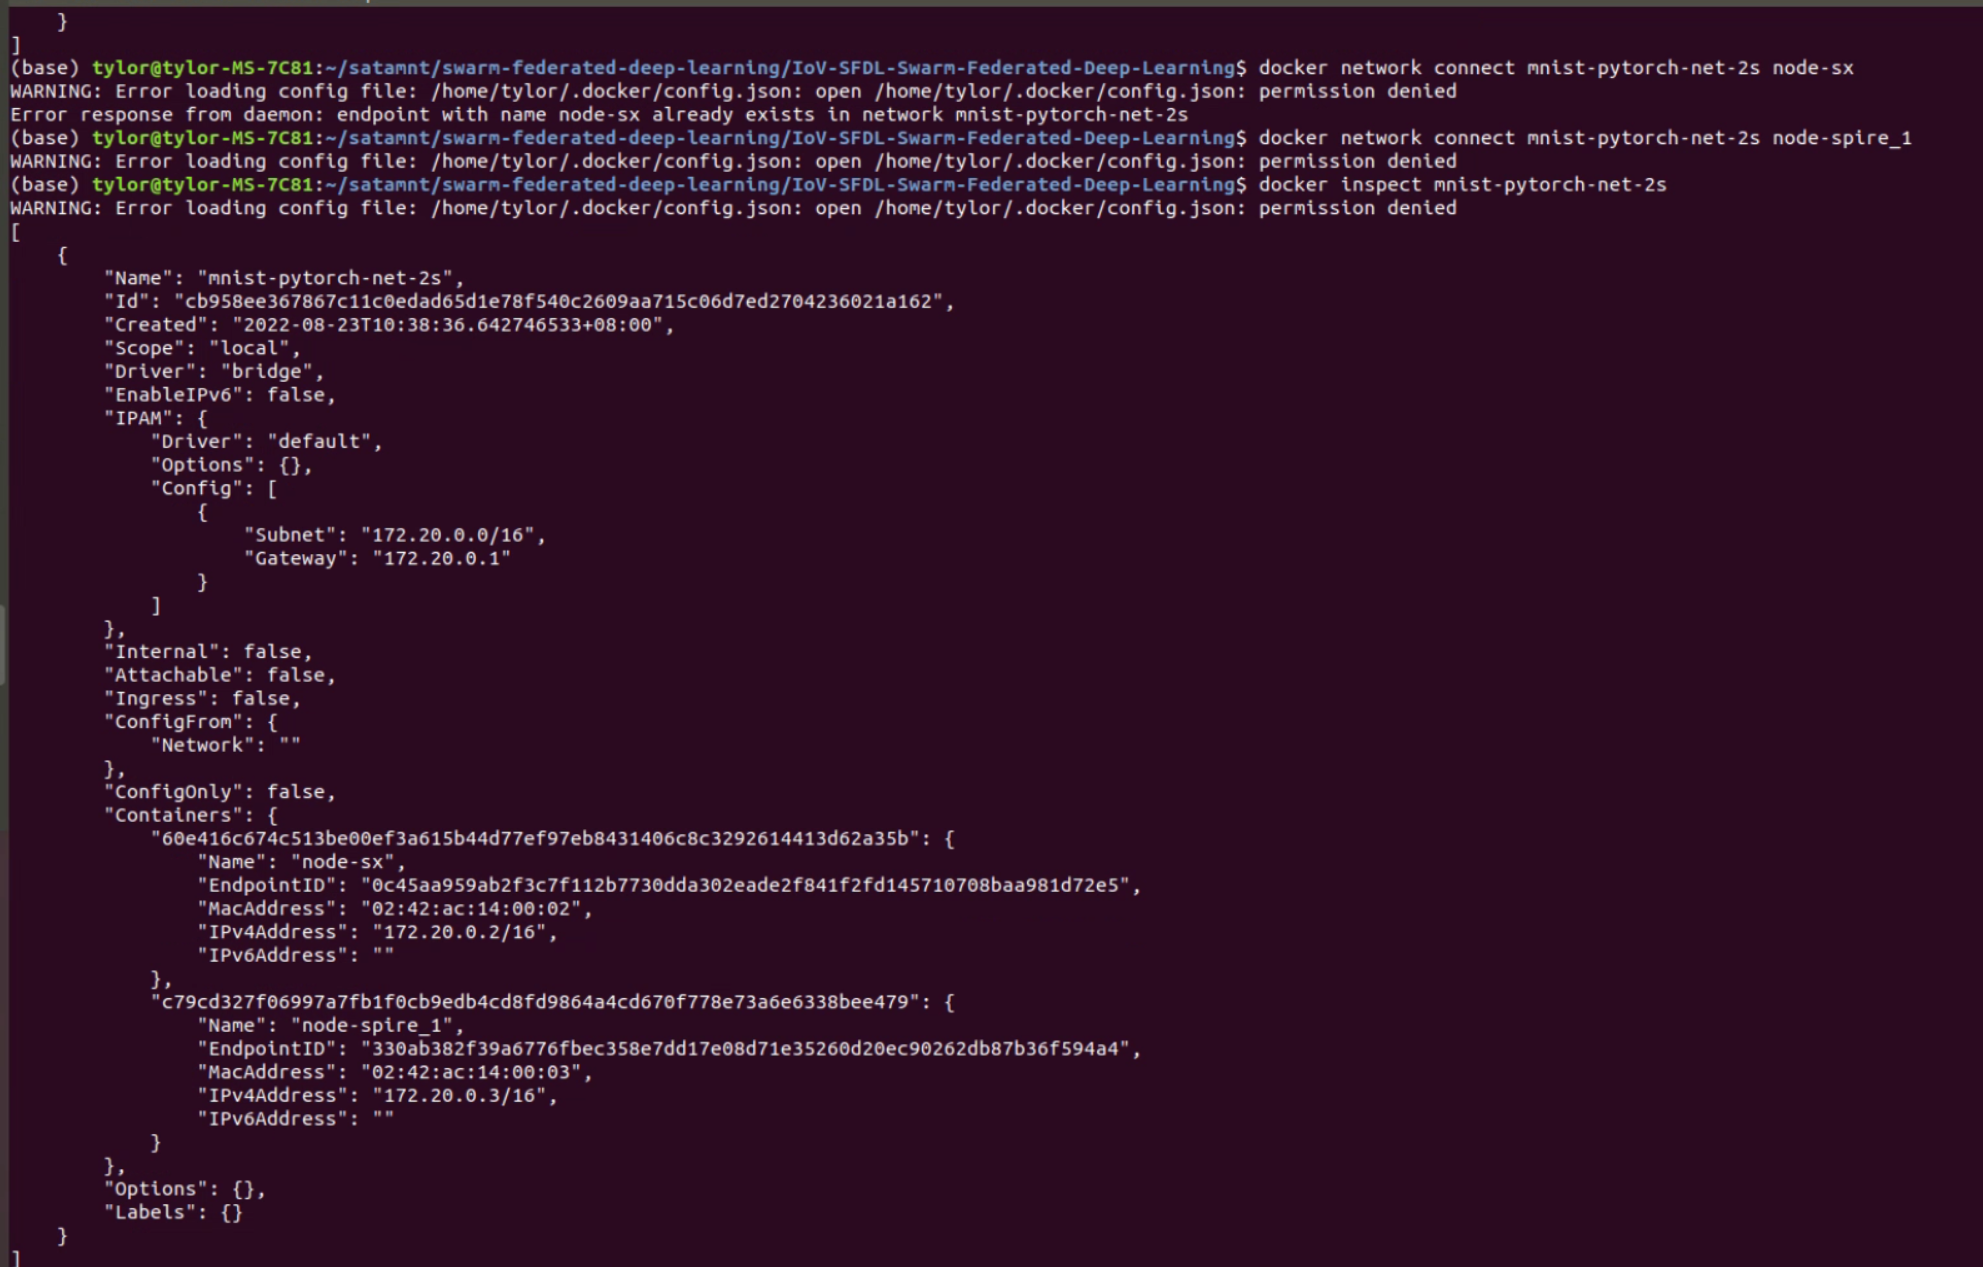 }
]
(base) tylor@tylor-MS-7C81:~/satamnt/swarm-federated-deep-learning/IoV-SFDL-Swarm-Federated-Deep-Learning$ docker network connect mnist-pytorch-net-2s node-sx
WARNING: Error loading config file: /home/tylor/.docker/config.json: open /home/tylor/.docker/config.json: permission denied
Error response from daemon: endpoint with name node-sx already exists in network mnist-pytorch-net-2s
(base) tylor@tylor-MS-7C81:~/satamnt/swarm-federated-deep-learning/IoV-SFDL-Swarm-Federated-Deep-Learning$ docker network connect mnist-pytorch-net-2s node-spire_1
WARNING: Error loading config file: /home/tylor/.docker/config.json: open /home/tylor/.docker/config.json: permission denied
(base) tylor@tylor-MS-7C81:~/satamnt/swarm-federated-deep-learning/IoV-SFDL-Swarm-Federated-Deep-Learning$ docker inspect mnist-pytorch-net-2s
WARNING: Error loading config file: /home/tylor/.docker/config.json: open /home/tylor/.docker/config.json: permission denied
[
    {
        "Name": "mnist-pytorch-net-2s",
        "Id": "cb958ee367867c11c0edad65d1e78f540c2609aa715c06d7ed2704236021a162",
        "Created": "2022-08-23T10:38:36.642746533+08:00",
        "Scope": "local",
        "Driver": "bridge",
        "EnableIPv6": false,
        "IPAM": {
            "Driver": "default",
            "Options": {},
            "Config": [
                {
                    "Subnet": "172.20.0.0/16",
                    "Gateway": "172.20.0.1"
                }
            ]
        },
        "Internal": false,
        "Attachable": false,
        "Ingress": false,
        "ConfigFrom": {
            "Network": ""
        },
        "ConfigOnly": false,
        "Containers": {
            "60e416c674c513be00ef3a615b44d77ef97eb8431406c8c3292614413d62a35b": {
                "Name": "node-sx",
                "EndpointID": "0c45aa959ab2f3c7f112b7730dda302eade2f841f2fd145710708baa981d72e5",
                "MacAddress": "02:42:ac:14:00:02",
                "IPv4Address": "172.20.0.2/16",
                "IPv6Address": ""
            },
            "c79cd327f06997a7fb1f0cb9edb4cd8fd9864a4cd670f778e73a6e6338bee479": {
                "Name": "node-spire_1",
                "EndpointID": "330ab382f39a6776fbec358e7dd17e08d71e35260d20ec90262db87b36f594a4",
                "MacAddress": "02:42:ac:14:00:03",
                "IPv4Address": "172.20.0.3/16",
                "IPv6Address": ""
            }
        },
        "Options": {},
        "Labels": {}
    }
]